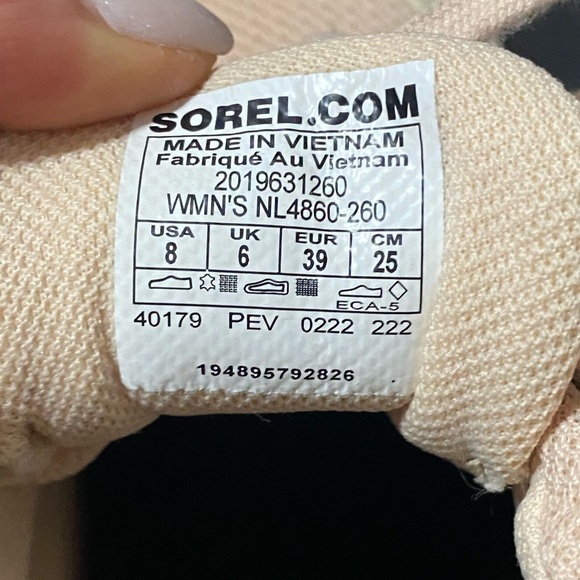 SOREL.COM
MADE IN VIETNAM
Fabriqué Au Vietnam
2019631260
WMN'S NL4860-260
USA UK EUR CM
8 6 39 25
ECA-5
40179 PEV 0222 222
194895792826